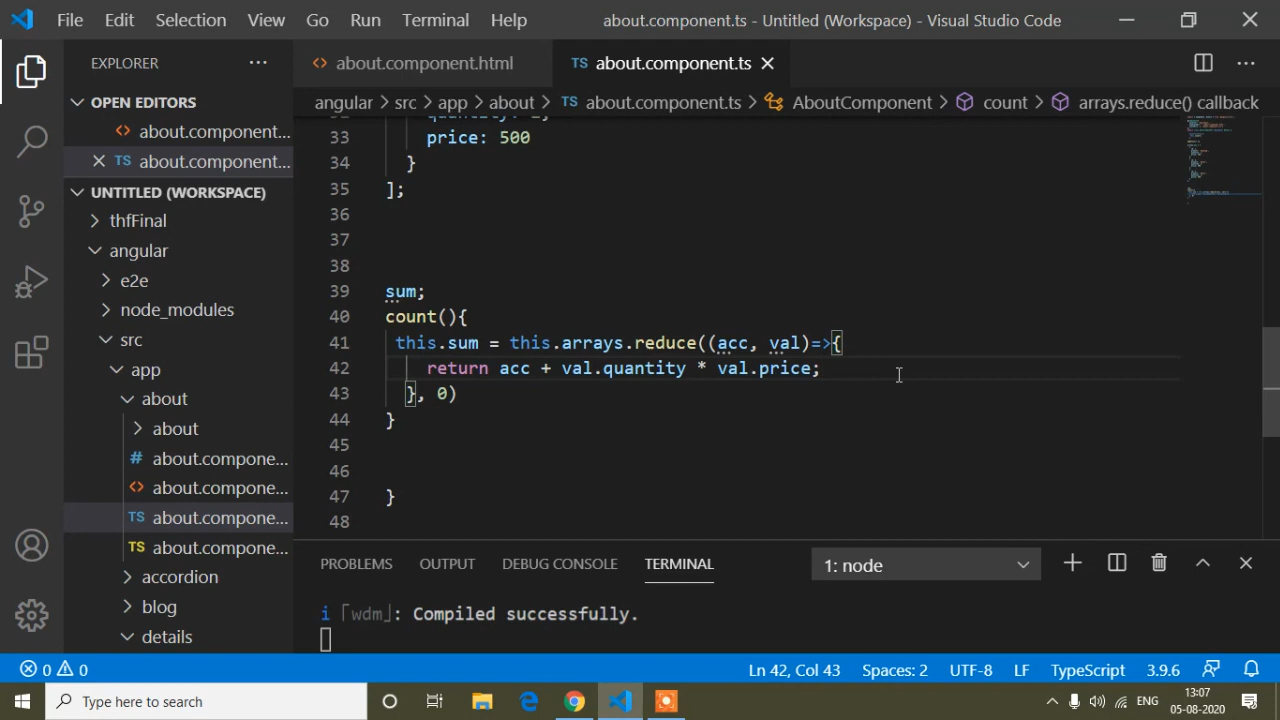 File Edit Selection View Go Run Terminal Help about.component.ts - Untitled (Workspace) - Visual Studio Code
EXPLORER ··· about.component.html about.component.ts
OPEN EDITORS
angular > src > app > about > TS about.component.ts > AboutComponent > count > arrays.reduce() callback
about.component...
TS about.component...
UNTITLED (WORKSPACE)
thfFinal
angular
e2e
node_modules
src
app
about
about
# about.compone...
about.compone...
TS about.compone...
TS about.compone...
accordion
blog
details
33 price: 500
34 }
35 ];
36
37
38
39 sum;
40 count(){
41 this.sum = this.arrays.reduce((acc, val)=>{
42 return acc + val.quantity * val.price;
43 }, 0)
44 }
45
46
47 }
48
PROBLEMS OUTPUT DEBUG CONSOLE TERMINAL 1: node
i ｢wdm｣: Compiled successfully.
0 0 Ln 42, Col 43 Spaces: 2 UTF-8 LF TypeScript 3.9.6
Type here to search ENG 13:07
05-08-2020